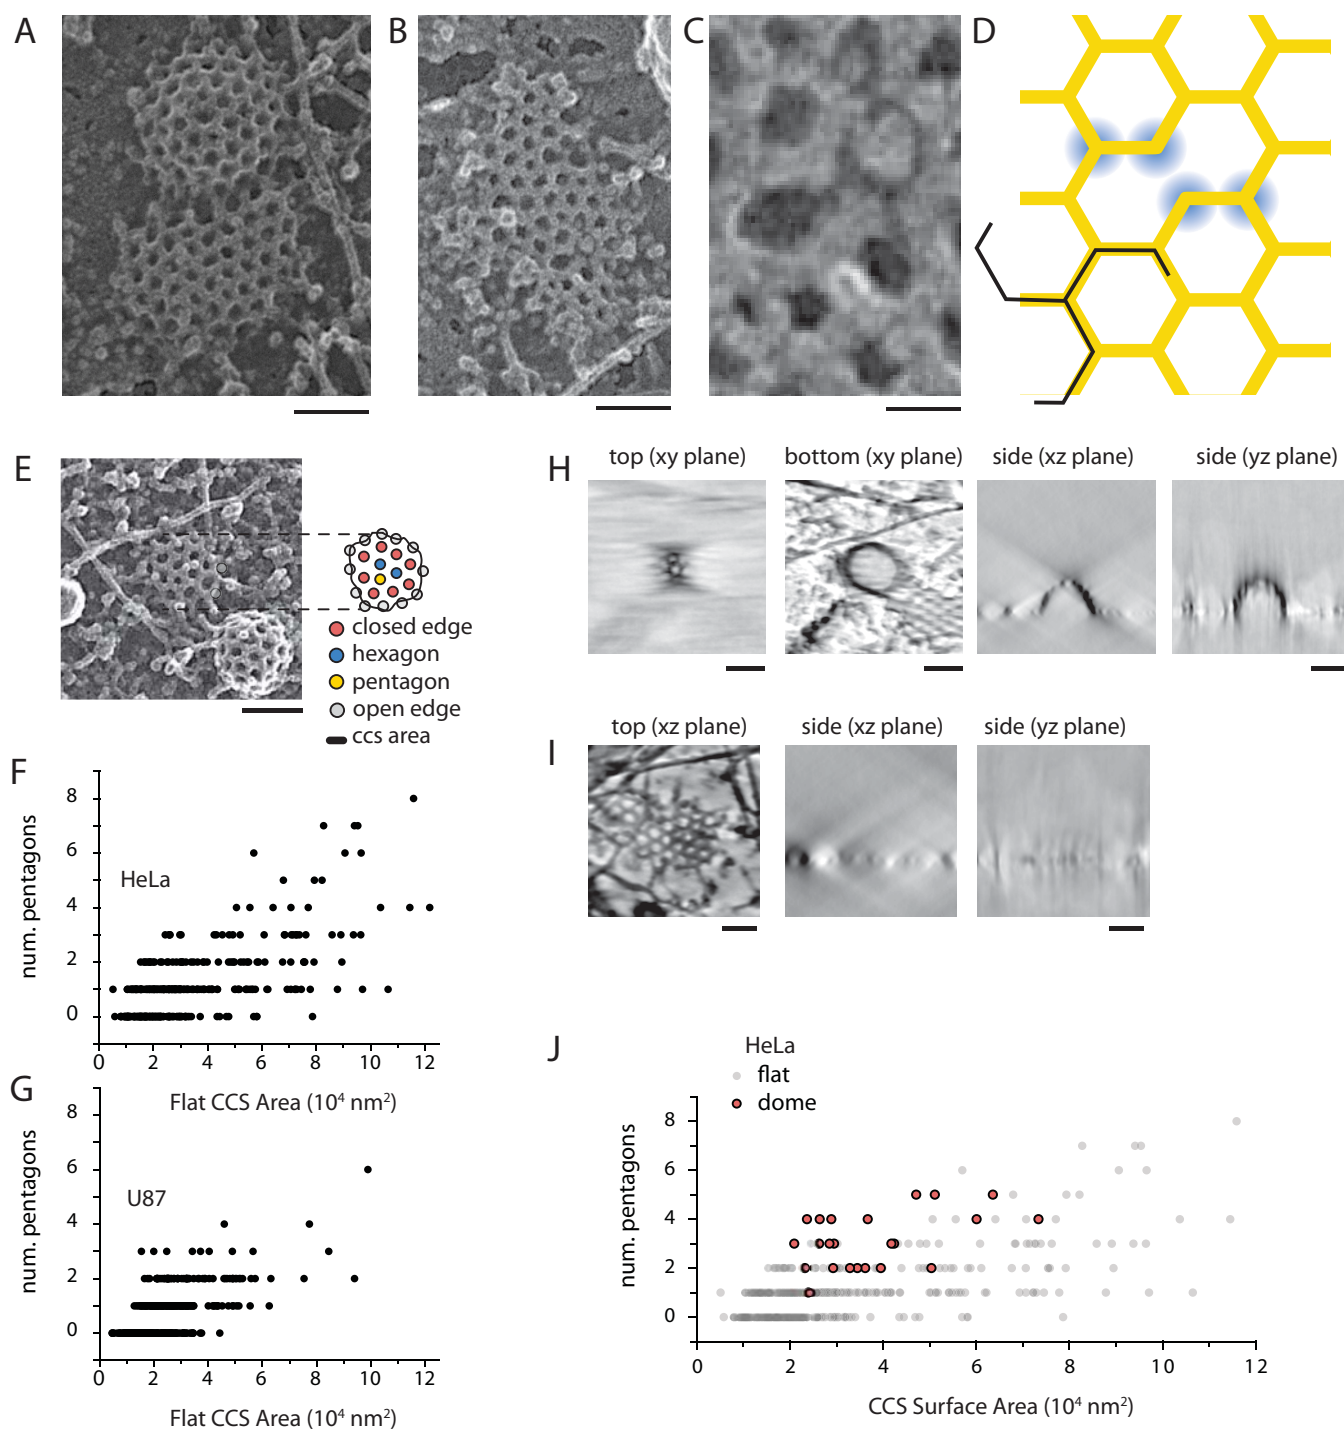 A
B
C
D
E
closed edge
hexagon
pentagon
open edge
ccs area
H
top (xy plane)
bottom (xy plane)
side (xz plane)
side (yz plane)
I
top (xz plane)
side (xz plane)
side (yz plane)
F
num. pentagons
8
6
4
2
0
HeLa
0
2
4
6
8
10
12
Flat CCS Area (10⁴ nm²)
G
num. pentagons
8
6
4
2
0
U87
0
2
4
6
8
10
12
Flat CCS Area (10⁴ nm²)
J
HeLa
flat
dome
num. pentagons
8
6
4
2
0
0
2
4
6
8
10
12
CCS Surface Area (10⁴ nm²)